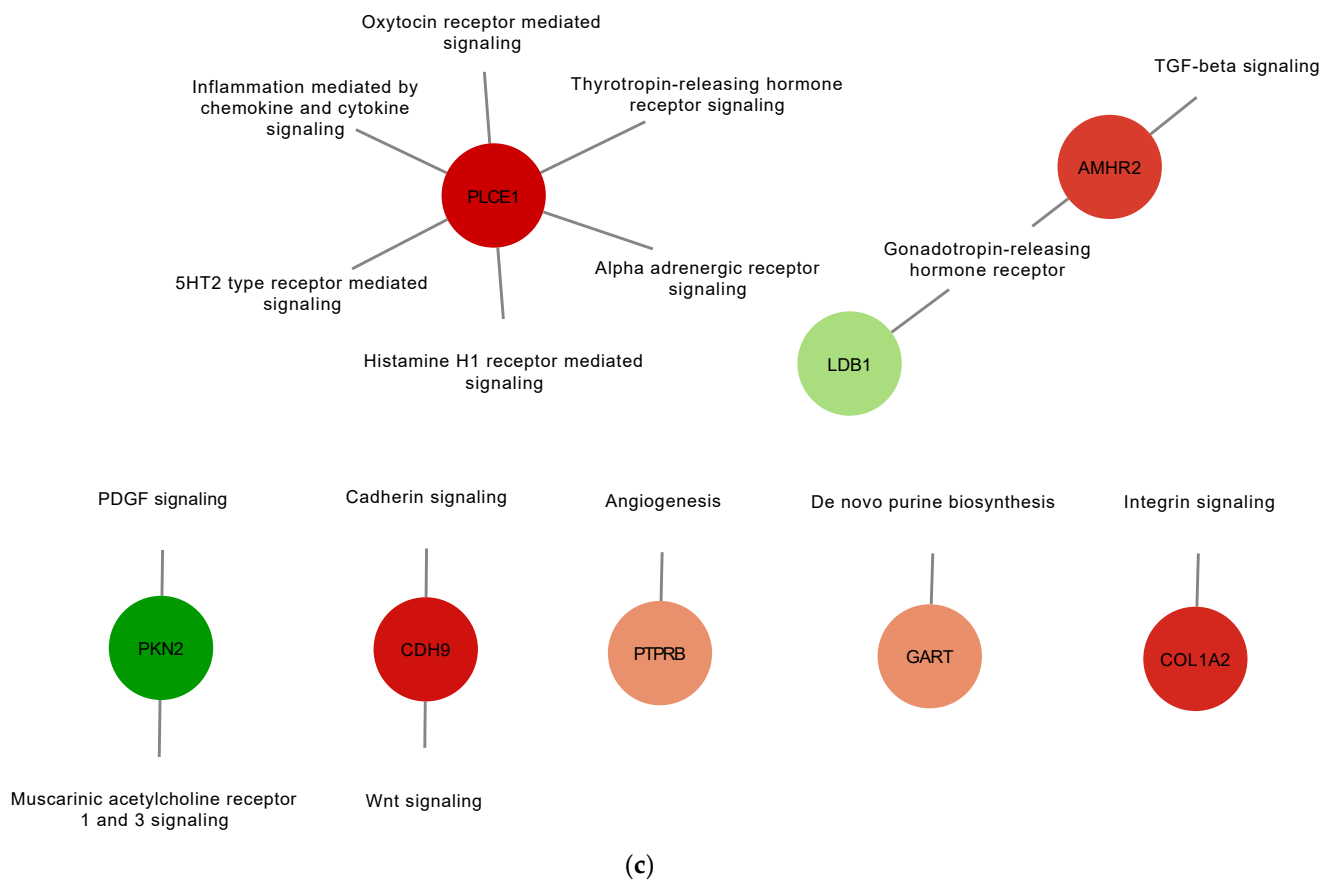 Oxytocin receptor mediated
signaling
Inflammation mediated by
chemokine and cytokine
signaling
Thyrotropin-releasing hormone
receptor signaling
PLCE1
5HT2 type receptor mediated
signaling
Alpha adrenergic receptor
signaling
Histamine H1 receptor mediated
signaling
TGF-beta signaling
AMHR2
Gonadotropin-releasing
hormone receptor
LDB1
PDGF signaling
PKN2
Muscarinic acetylcholine receptor
1 and 3 signaling
Cadherin signaling
CDH9
Wnt signaling
Angiogenesis
PTPRB
De novo purine biosynthesis
GART
Integrin signaling
COL1A2
(c)